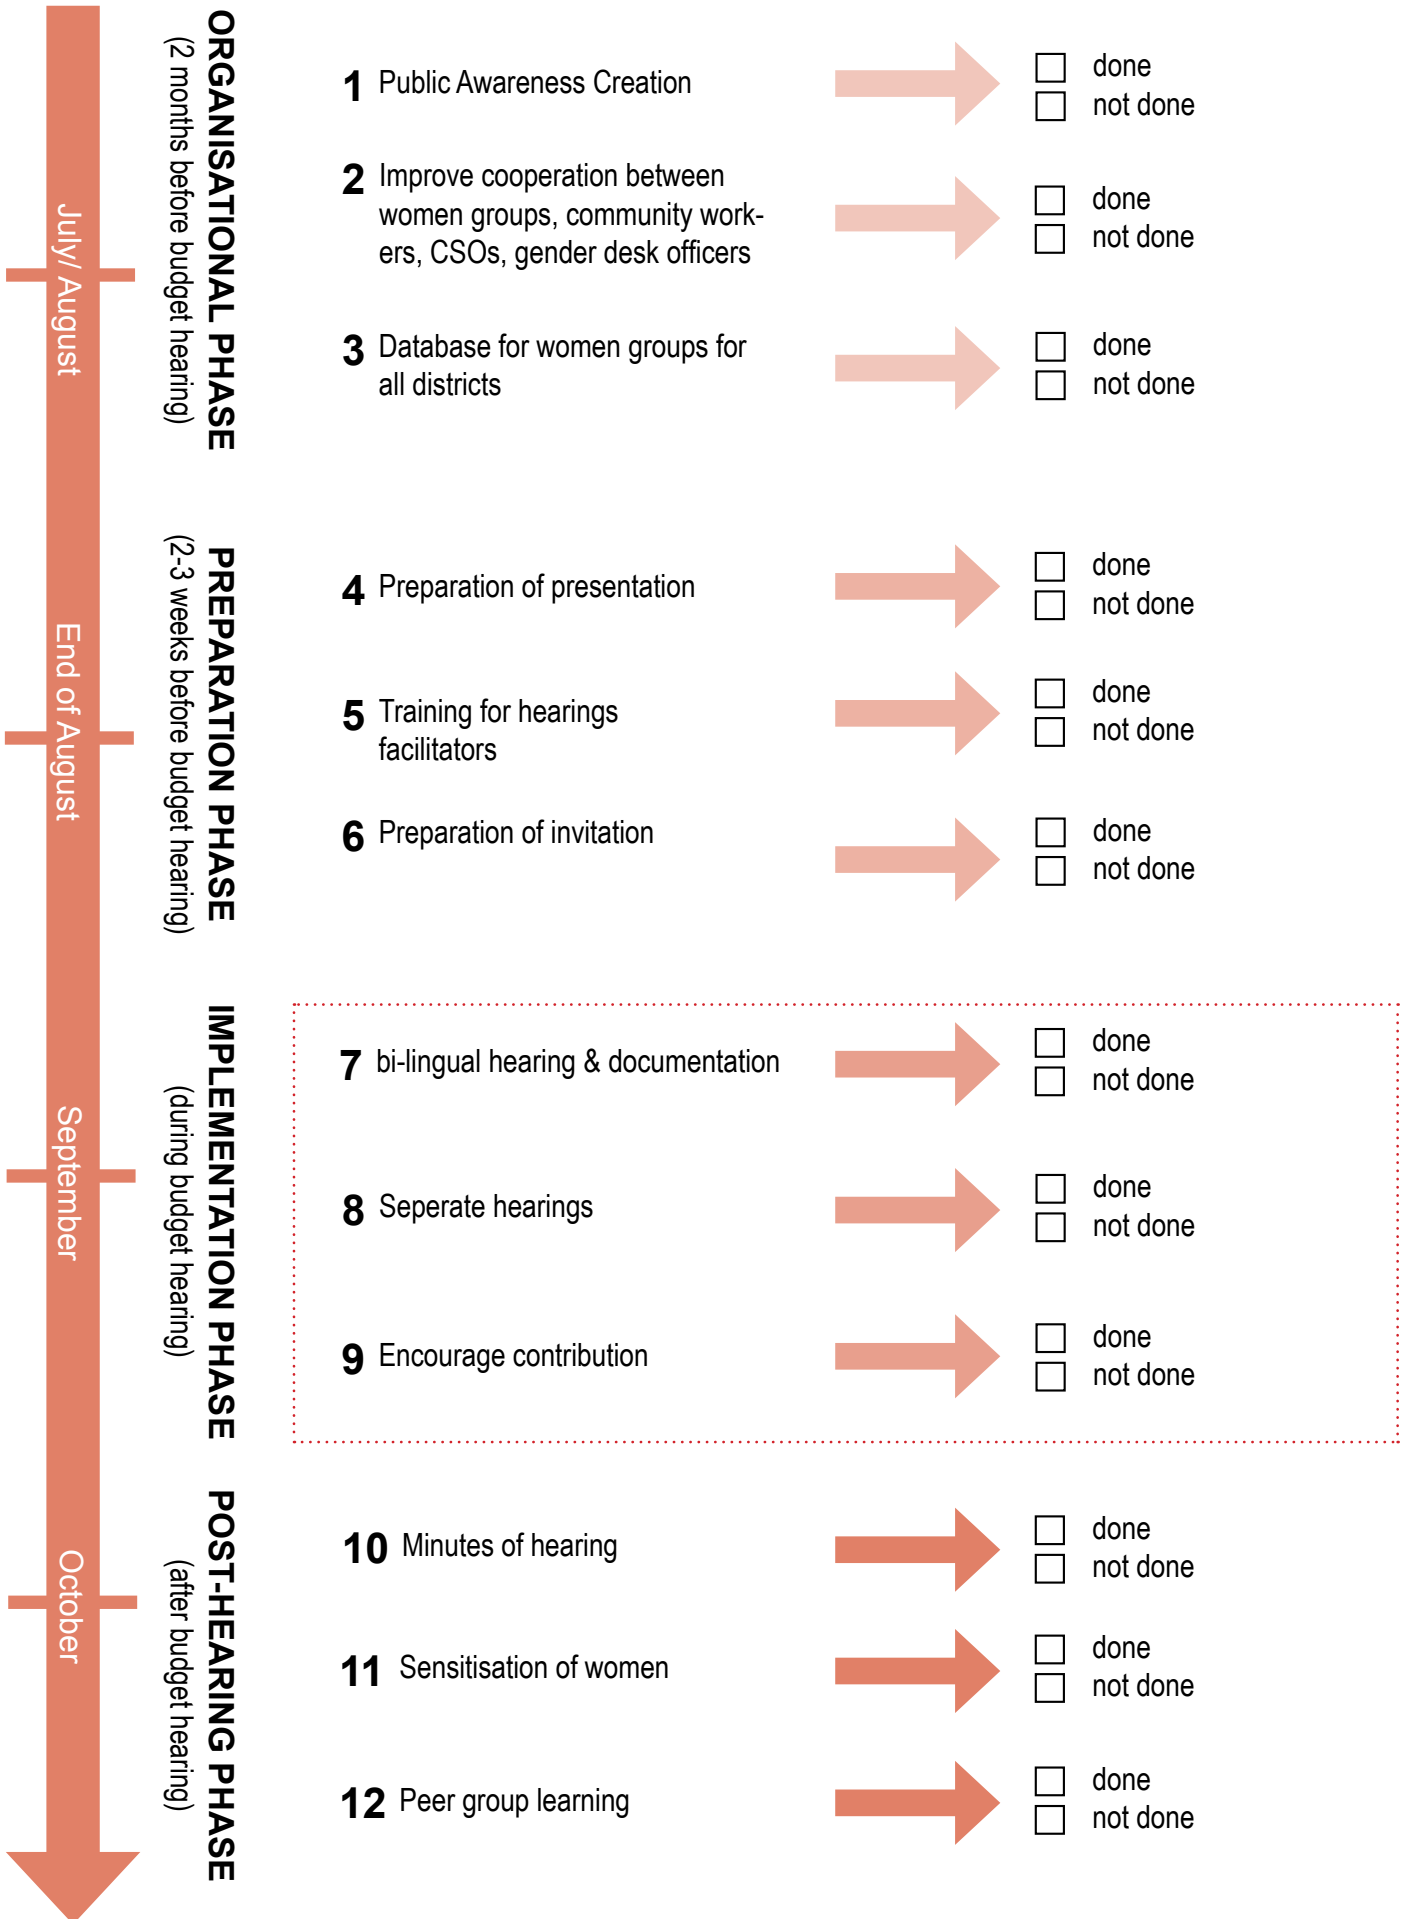 July/ August
ORGANISATIONAL PHASE
(2 months before budget hearing)
1 Public Awareness Creation
done
not done
2 Improve cooperation between
women groups, community work-
ers, CSOs, gender desk officers
done
not done
3 Database for women groups for
all districts
done
not done
End of August
PREPARATION PHASE
(2-3 weeks before budget hearing)
4 Preparation of presentation
done
not done
5 Training for hearings
facilitators
done
not done
6 Preparation of invitation
done
not done
September
IMPLEMENTATION PHASE
(during budget hearing)
7 bi-lingual hearing & documentation
done
not done
8 Seperate hearings
done
not done
9 Encourage contribution
done
not done
October
POST-HEARING PHASE
(after budget hearing)
10 Minutes of hearing
done
not done
11 Sensitisation of women
done
not done
12 Peer group learning
done
not done